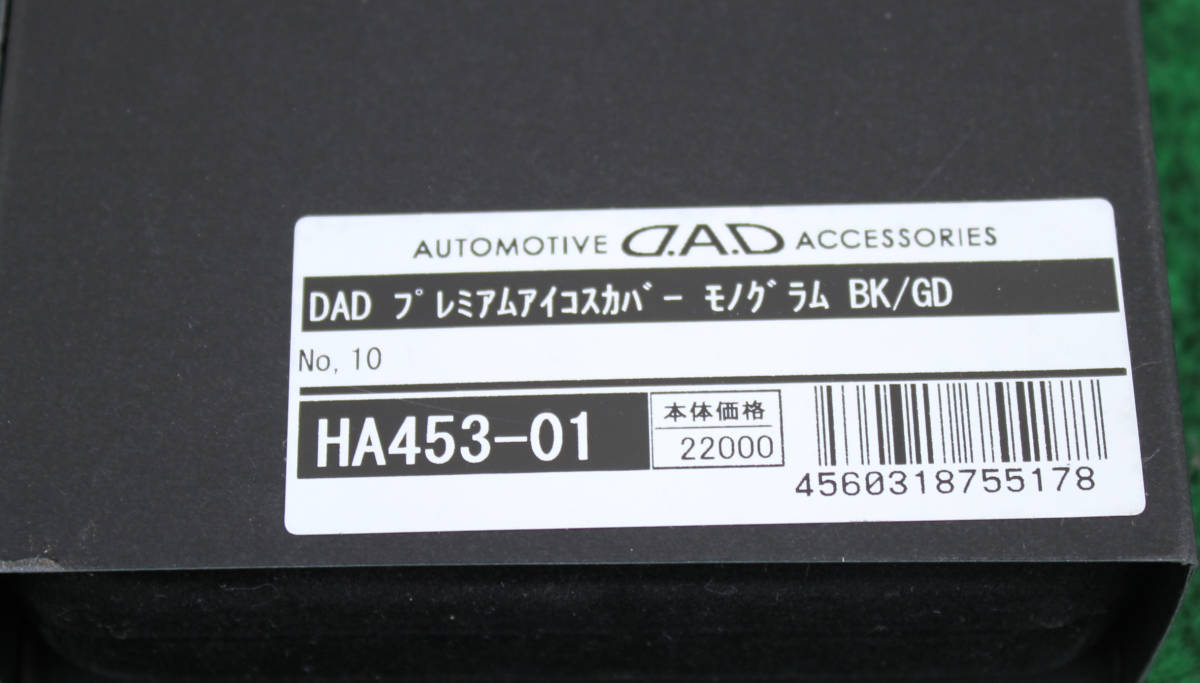 AUTOMOTIVE D.A.D ACCESSORIES
DAD プレミアムアイコスカバー モノグラム BK/GD
No, 10
HA453-01
本体価格
22000
4560318755178